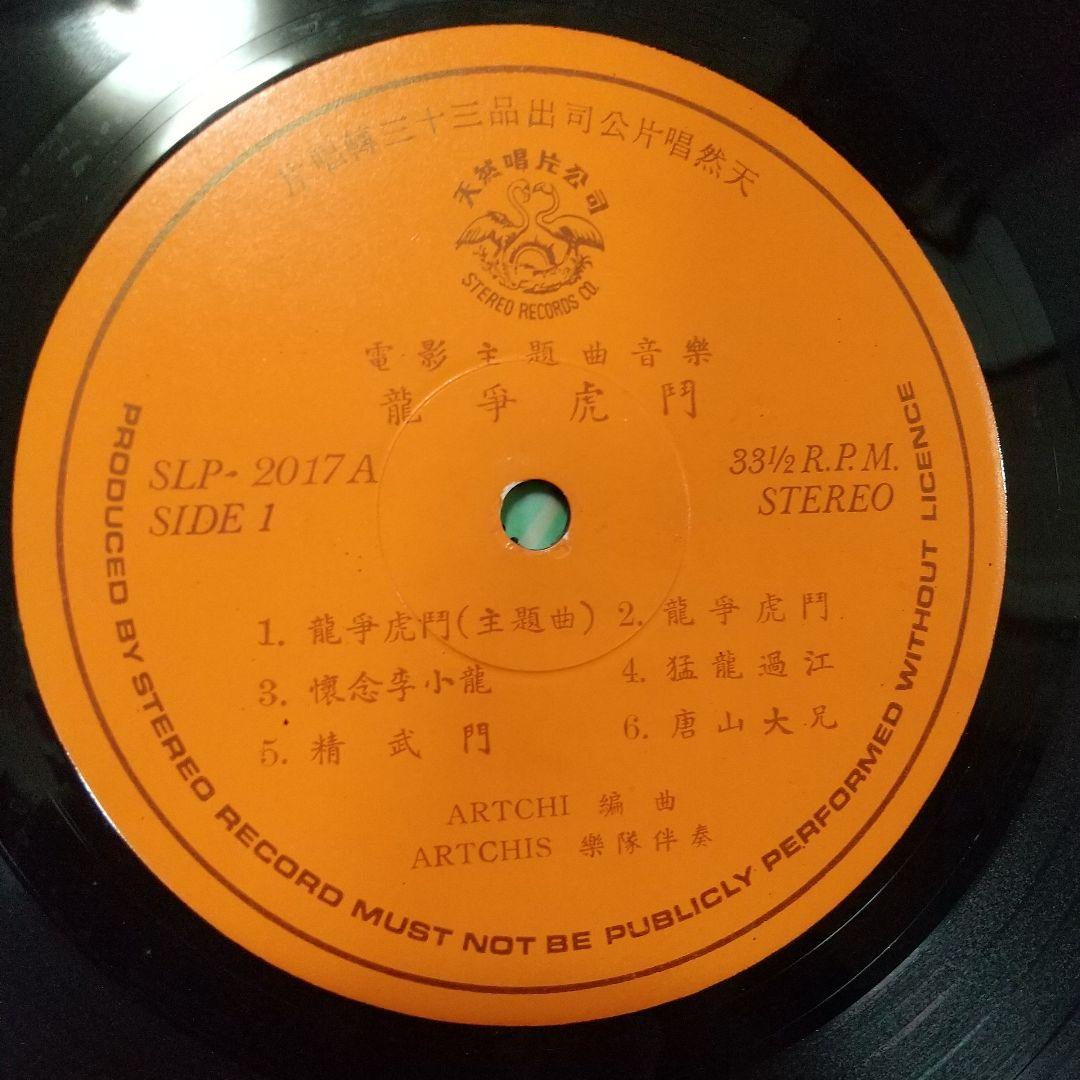 天然唱片公司出品三十三轉唱片
天然唱片公司
STEREO RECORDS CO.
電影主題曲音樂
龍爭虎鬥
SLP-2017A
SIDE 1
33½ R.P.M.
STEREO
1. 龍爭虎鬥(主題曲) 2. 龍爭虎鬥
3. 懷念李小龍 4. 猛龍過江
5. 精武門 6. 唐山大兄
ARTCHI 編曲
ARTCHIS 樂隊伴奏
PRODUCED BY STEREO RECORD MUST NOT BE PUBLICLY PERFORMED WITHOUT LICENCE